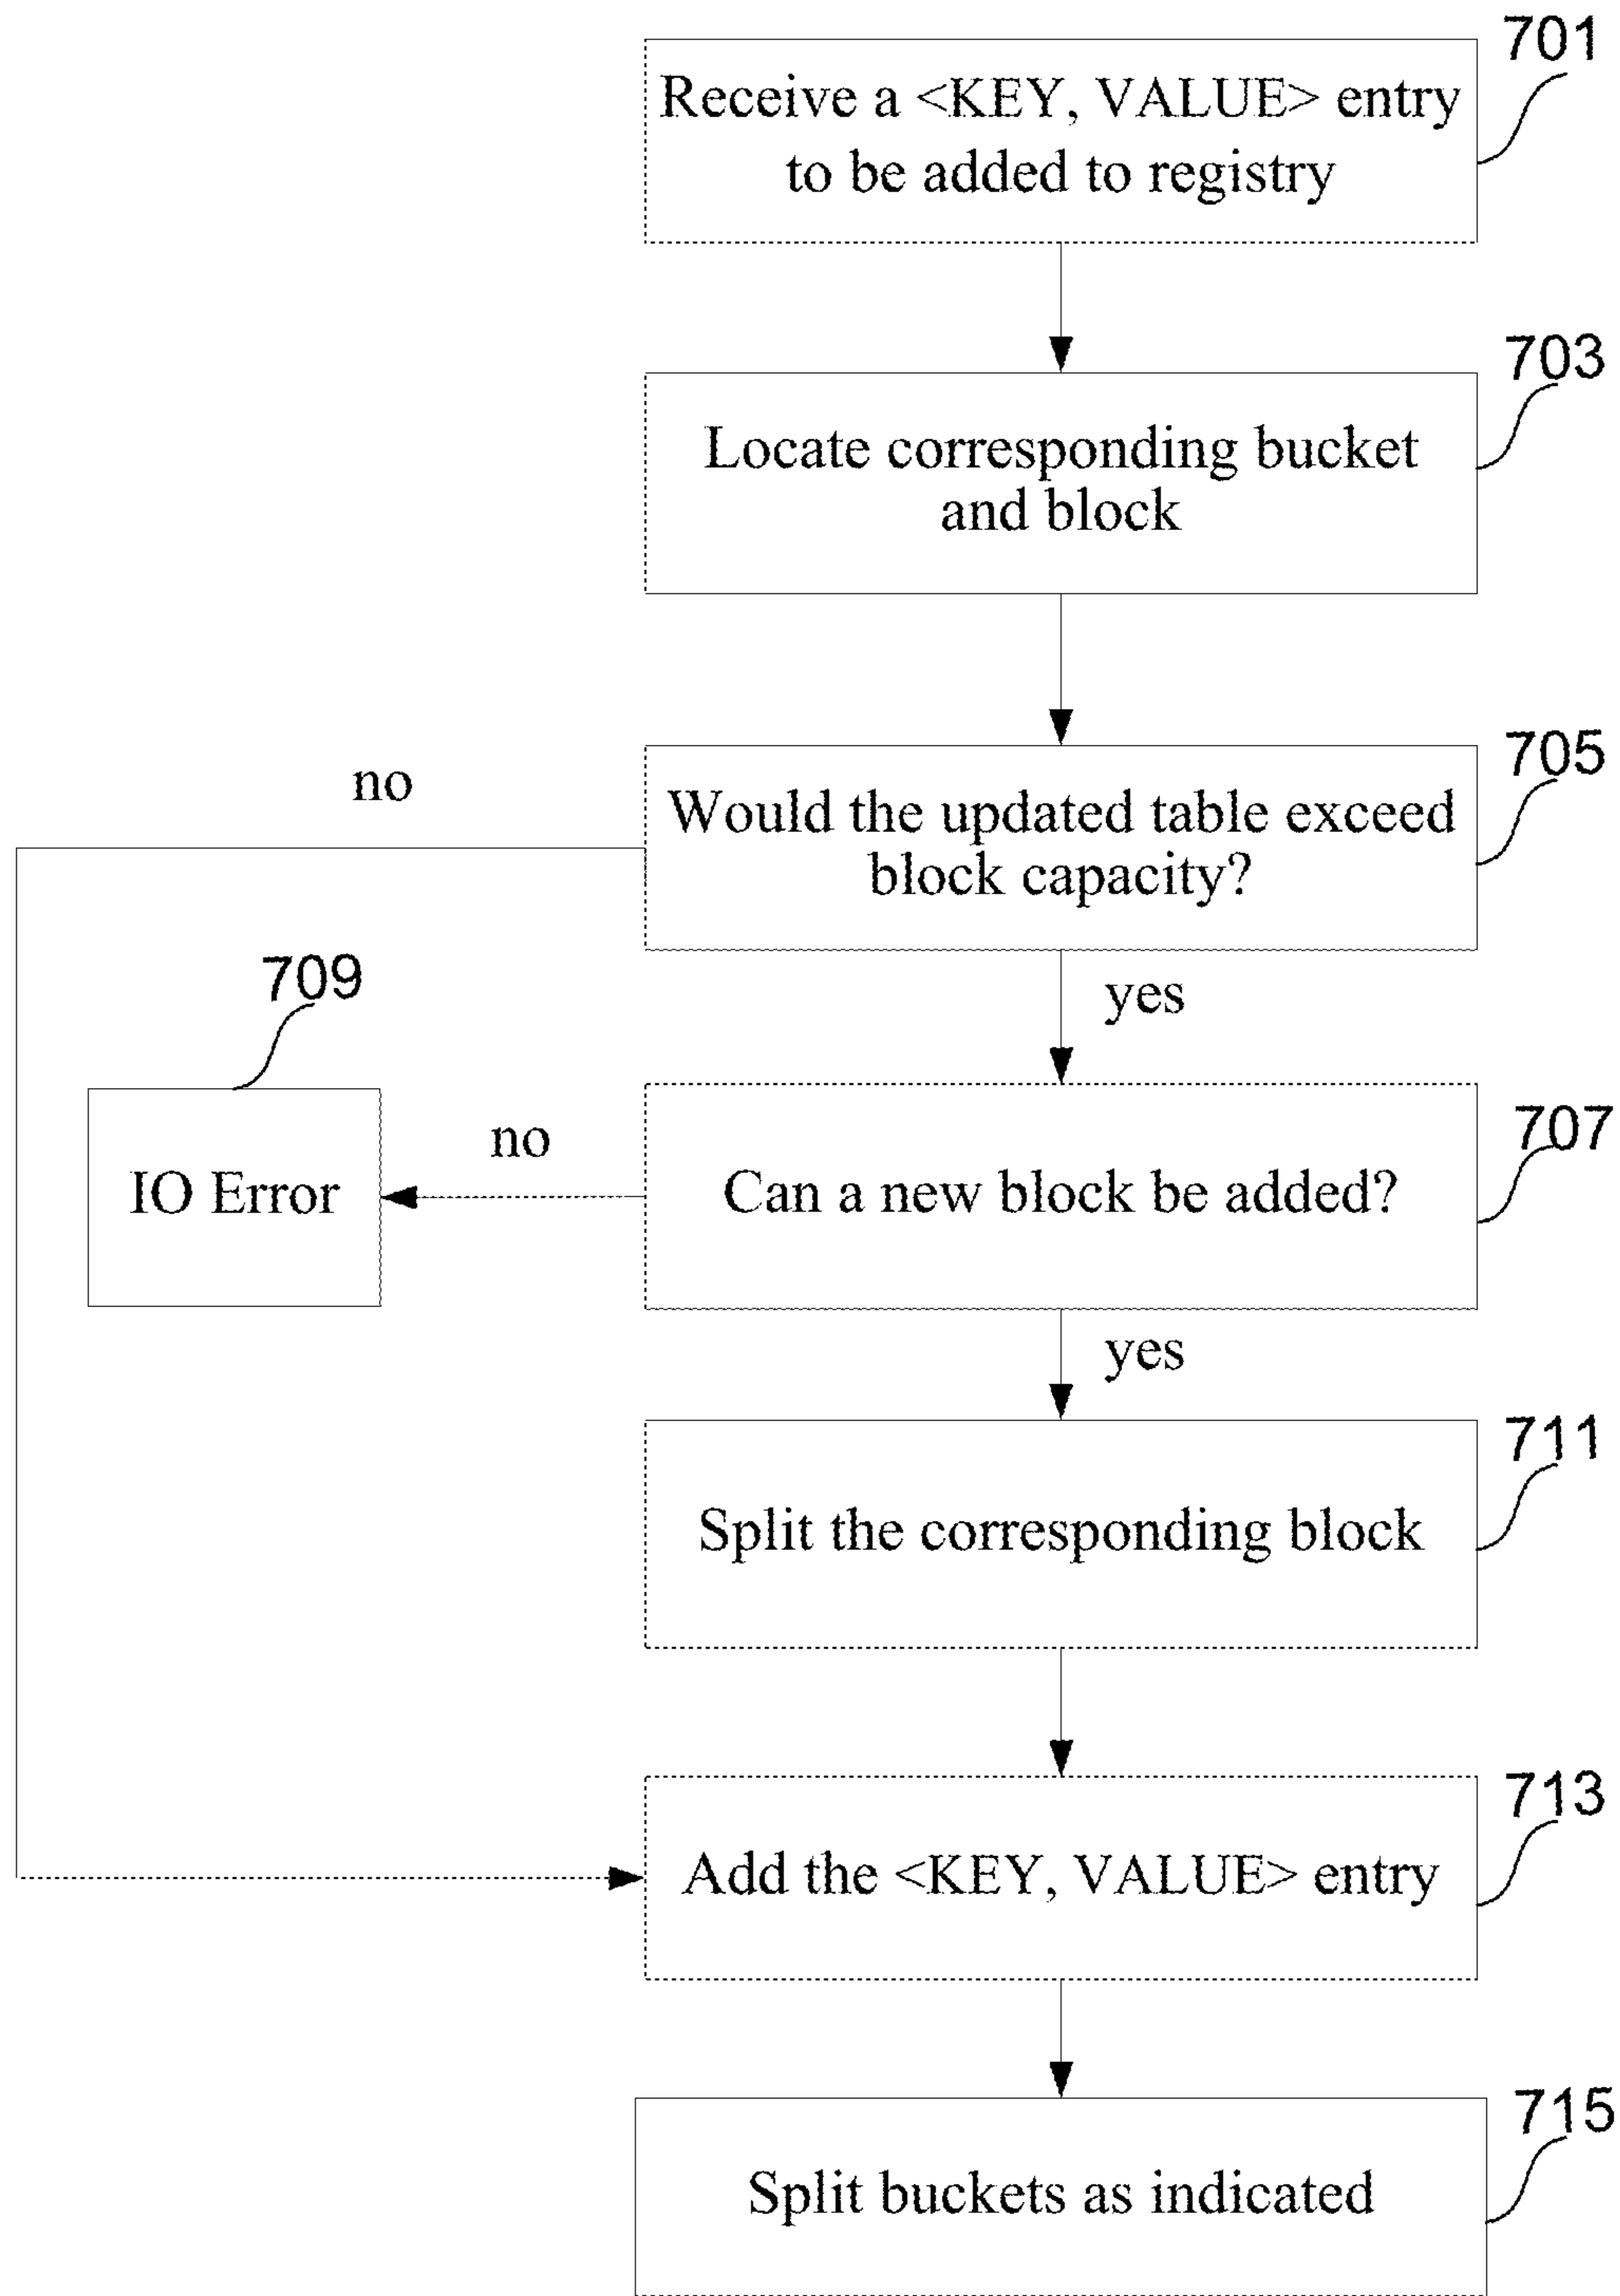 701
Receive a <KEY, VALUE> entry
to be added to registry
703
Locate corresponding bucket
and block
705
no
Would the updated table exceed
block capacity?
709
yes
707
no
IO Error
Can a new block be added?
yes
711
Split the corresponding block
713
Add the <KEY, VALUE> entry
715
Split buckets as indicated